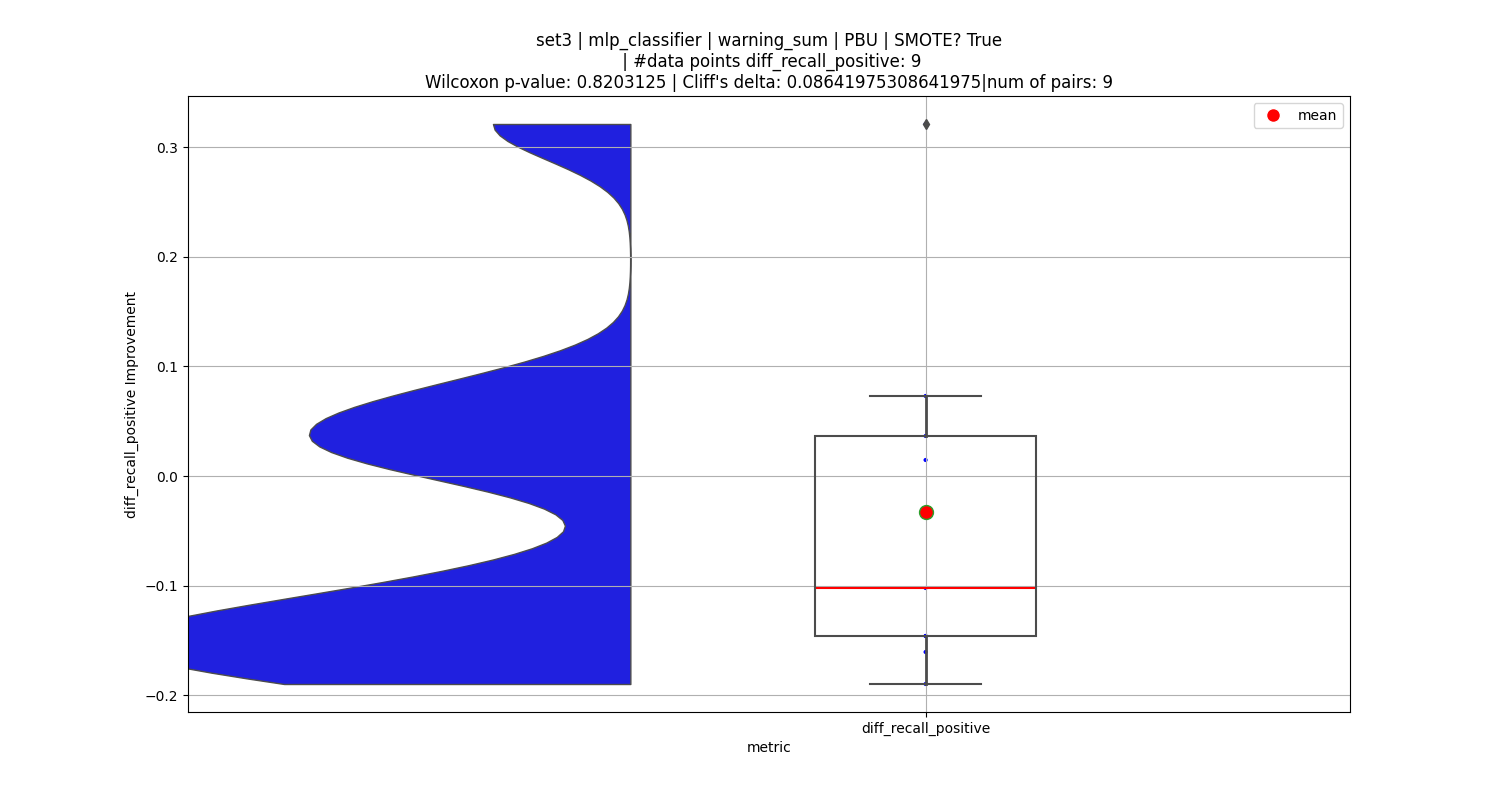 set3 | mlp_classifier | warning_sum | PBU | SMOTE? True
| #data points diff_recall_positive: 9
Wilcoxon p-value: 0.8203125 | Cliff's delta: 0.08641975308641975|num of pairs: 9
mean
0.3
0.2
0.1
0.0
−0.1
−0.2
diff_recall_positive Improvement
diff_recall_positive
metric